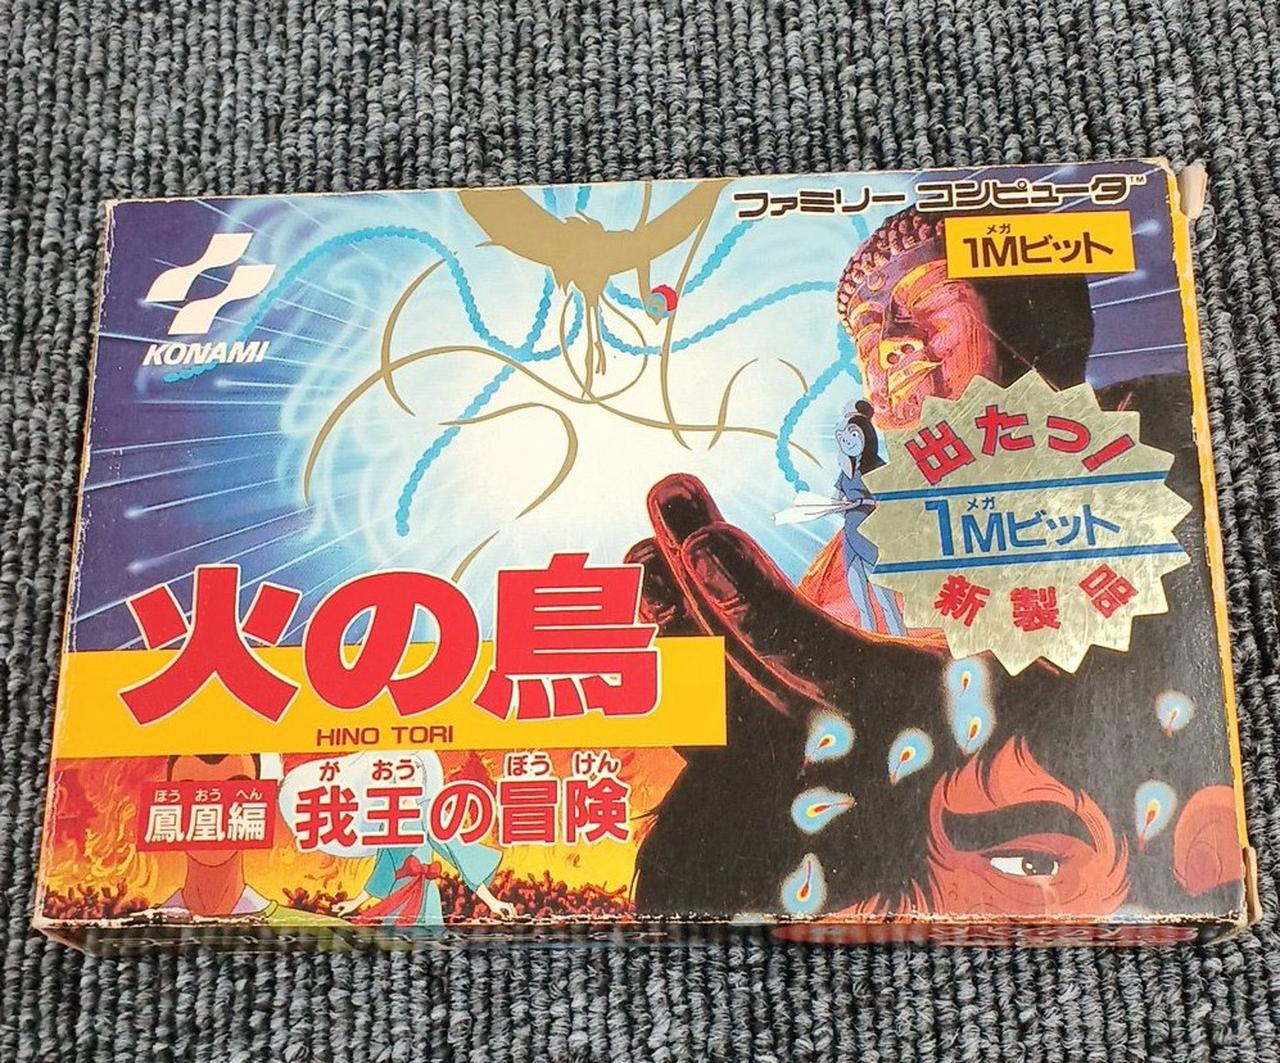 ファミリー コンピュータ™
メガ
1Mビット
KONAMI
出たっ!
メガ
1Mビット
新製品
火の鳥
HINO TORI
ほう おう へん
鳳凰編
が おう ぼう けん
我王の冒険